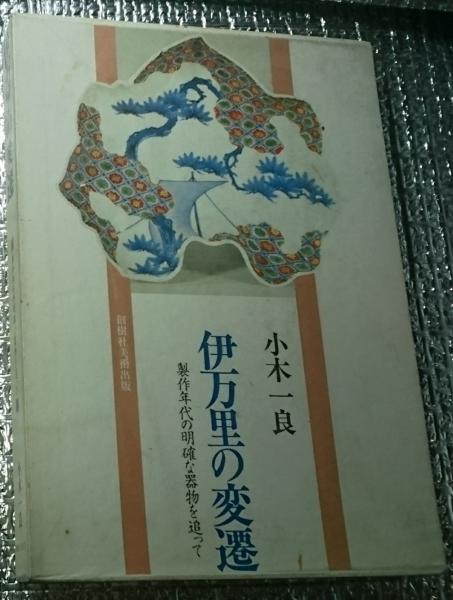 小木一良
伊万里の変遷
製作年代の明確な器物を追って
創樹社美術出版